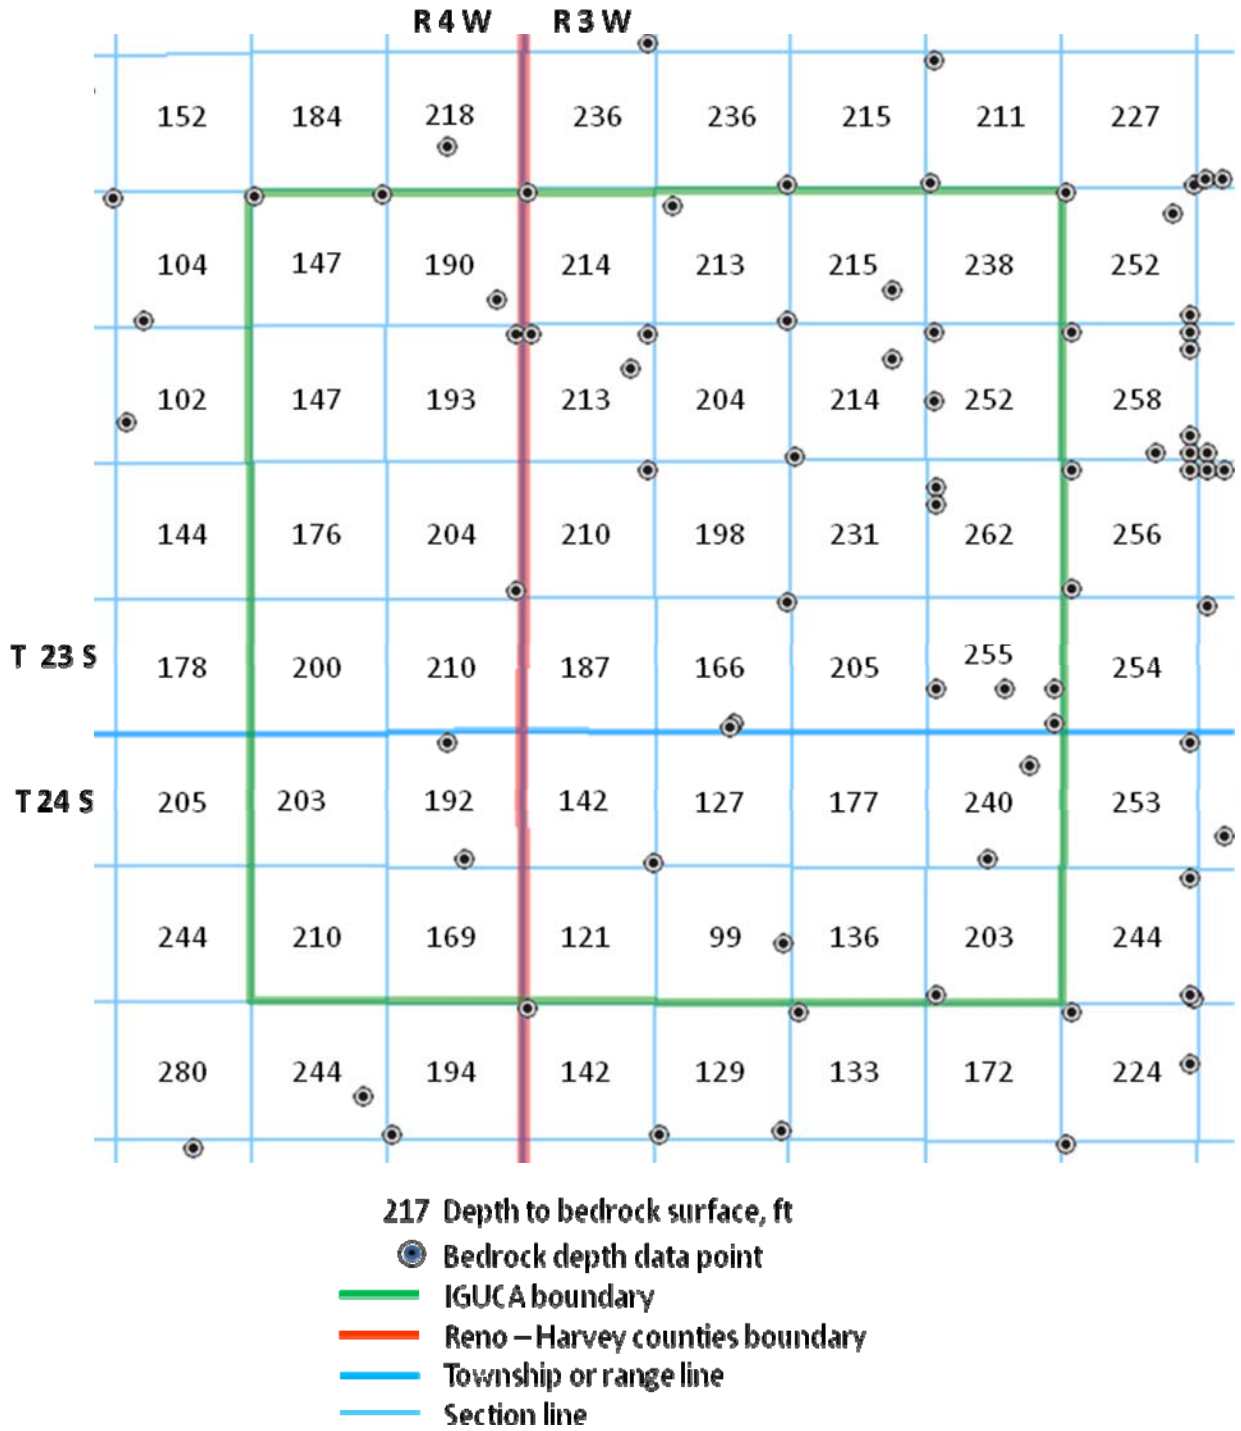 R 4 W R 3 W
152 184 218 236 236 215 211 227
104 147 190 214 213 215 238 252
102 147 193 213 204 214 252 258
144 176 204 210 198 231 262 256
T 23 S 178 200 210 187 166 205 255 254
T 24 S 205 203 192 142 127 177 240 253
244 210 169 121 99 136 203 244
280 244 194 142 129 133 172 224
217 Depth to bedrock surface, ft
Bedrock depth data point
IGUCA boundary
Reno – Harvey counties boundary
Township or range line
Section line